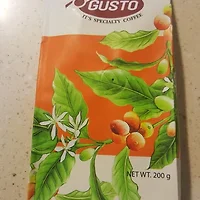 GUSTO
IT'S SPECIALTY COFFEE
NET WT. 200 g